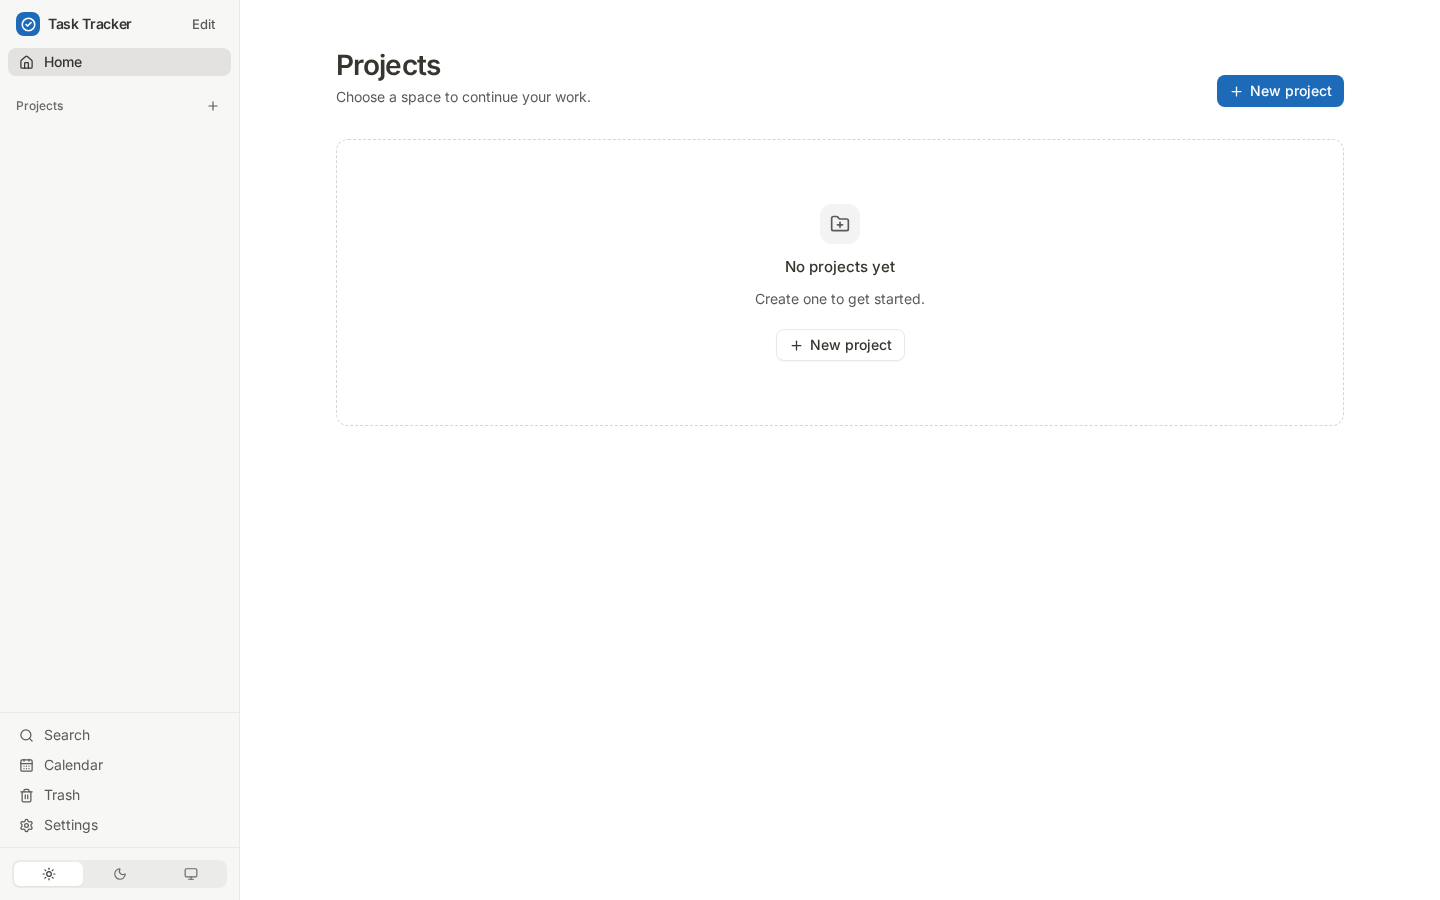 Task Tracker
Edit
Home
Projects
Search
Calendar
Trash
Settings
Projects
Choose a space to continue your work.
New project
No projects yet
Create one to get started.
New project